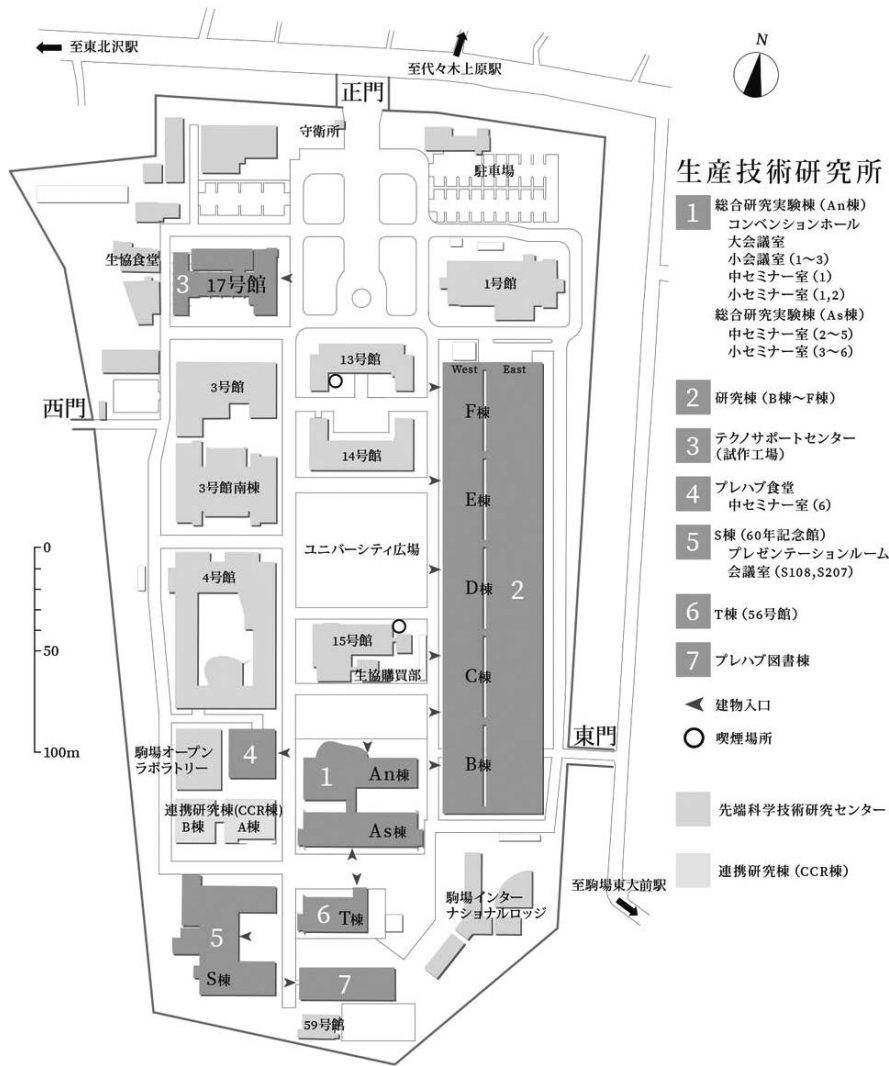 至東北沢駅
至代々木上原駅
N
正門
守衛所
駐車場
生協食堂
3
17号館
1号館
13号館
West
East
3号館
F棟
西門
14号館
3号館南棟
E棟
ユニバーシティ広場
4号館
D棟
2
15号館
生協購買部
C棟
東門
駒場オープン
ラボラトリー
4
1
An棟
B棟
連携研究棟(CCR棟)
B棟
A棟
As棟
駒場インター
ナショナルロッジ
至駒場東大前駅
6
T棟
5
S棟
7
59号館
0
50
100m
生産技術研究所
1
総合研究実験棟（An棟）
コンベンションホール
大会議室
小会議室（1〜3）
中セミナー室（1）
小セミナー室（1,2）
総合研究実験棟（As棟）
中セミナー室（2〜5）
小セミナー室（3〜6）
2
研究棟（B棟〜F棟）
3
テクノサポートセンター
（試作工場）
4
プレハブ食堂
中セミナー室（6）
5
S棟（60年記念館）
プレゼンテーションルーム
会議室（S108,S207）
6
T棟（56号館）
7
プレハブ図書棟
建物入口
喫煙場所
先端科学技術研究センター
連携研究棟（CCR棟）